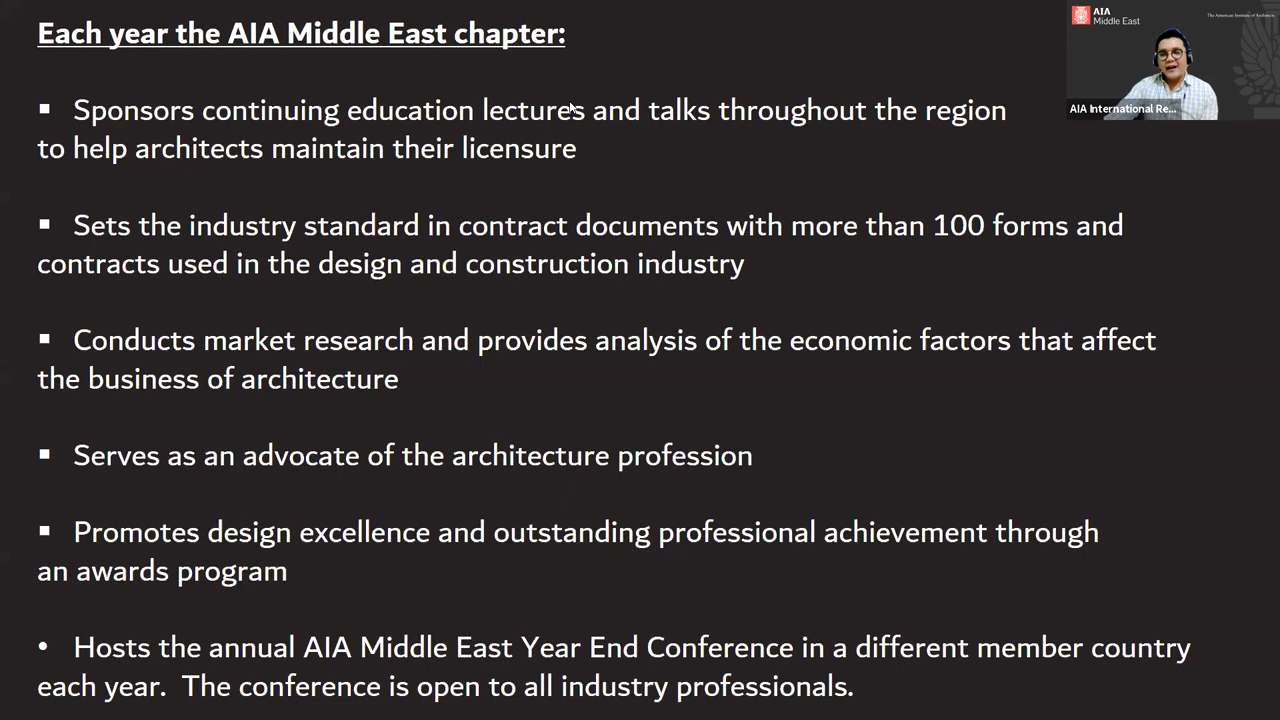 Each year the AIA Middle East chapter:
▪ Sponsors continuing education lectures and talks throughout the region
to help architects maintain their licensure
▪ Sets the industry standard in contract documents with more than 100 forms and
contracts used in the design and construction industry
▪ Conducts market research and provides analysis of the economic factors that affect
the business of architecture
▪ Serves as an advocate of the architecture profession
▪ Promotes design excellence and outstanding professional achievement through
an awards program
• Hosts the annual AIA Middle East Year End Conference in a different member country
each year. The conference is open to all industry professionals.
AIA
Middle East
The American Institute of Architects
AIA International Re...